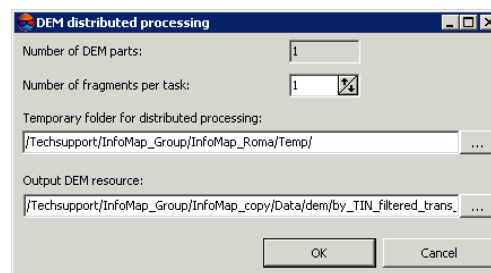 DEM distributed processing
Number of DEM parts: 1
Number of fragments per task: 1
Temporary folder for distributed processing:
/Techsupport/InfoMap_Group/InfoMap_Roma/Temp/ ...
Output DEM resource:
/Techsupport/InfoMap_Group/InfoMap_copy/Data/dem/by_TIN_filtered_trans_ ...
OK Cancel